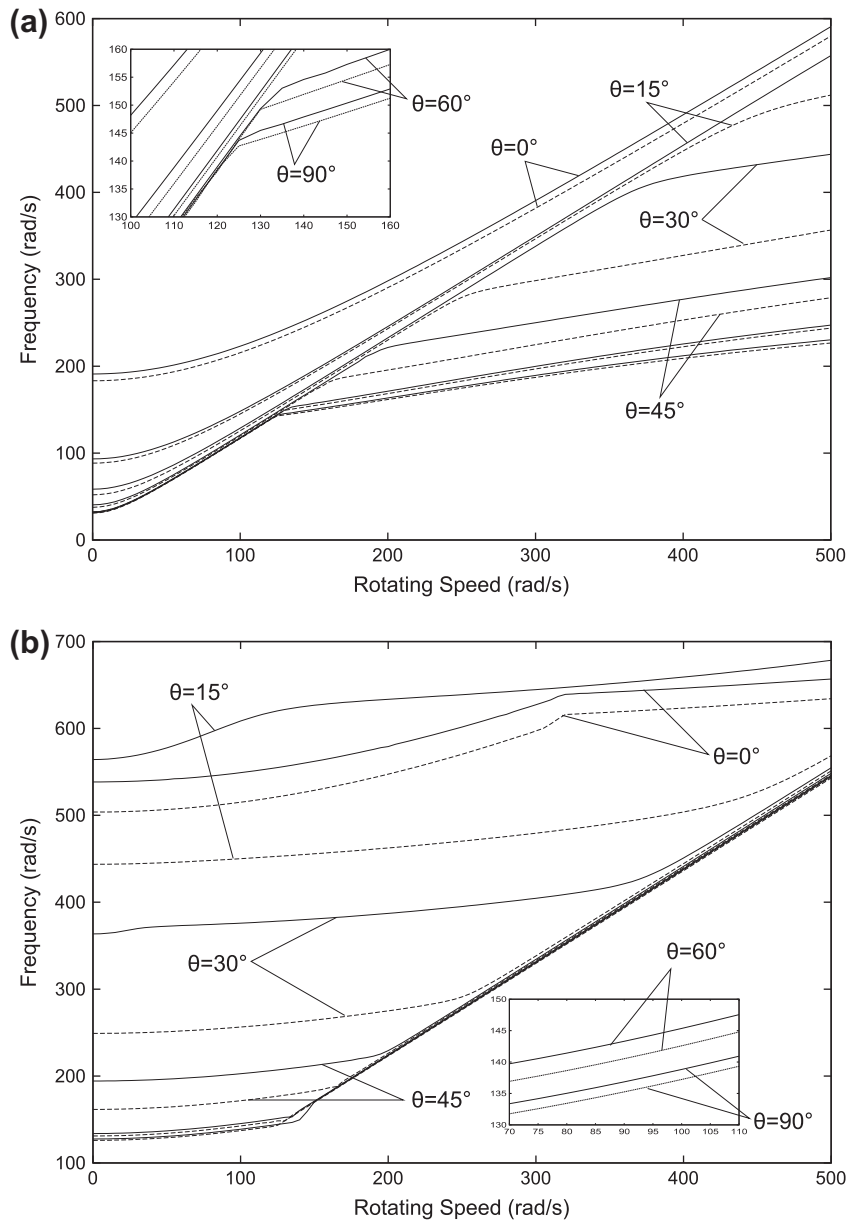 (a)
600
500
400
300
200
100
0
Frequency (rad/s)
160
155
150
145
140
135
130
100 110 120 130 140 150 160
θ=60°
θ=90°
θ=0°
θ=15°
θ=30°
θ=45°
0 100 200 300 400 500
Rotating Speed (rad/s)
(b)
700
600
500
400
300
200
100
Frequency (rad/s)
θ=15°
θ=0°
θ=30°
θ=45°
θ=60°
150
145
140
135
130
70 75 80 85 90 95 100 105 110
θ=90°
0 100 200 300 400 500
Rotating Speed (rad/s)